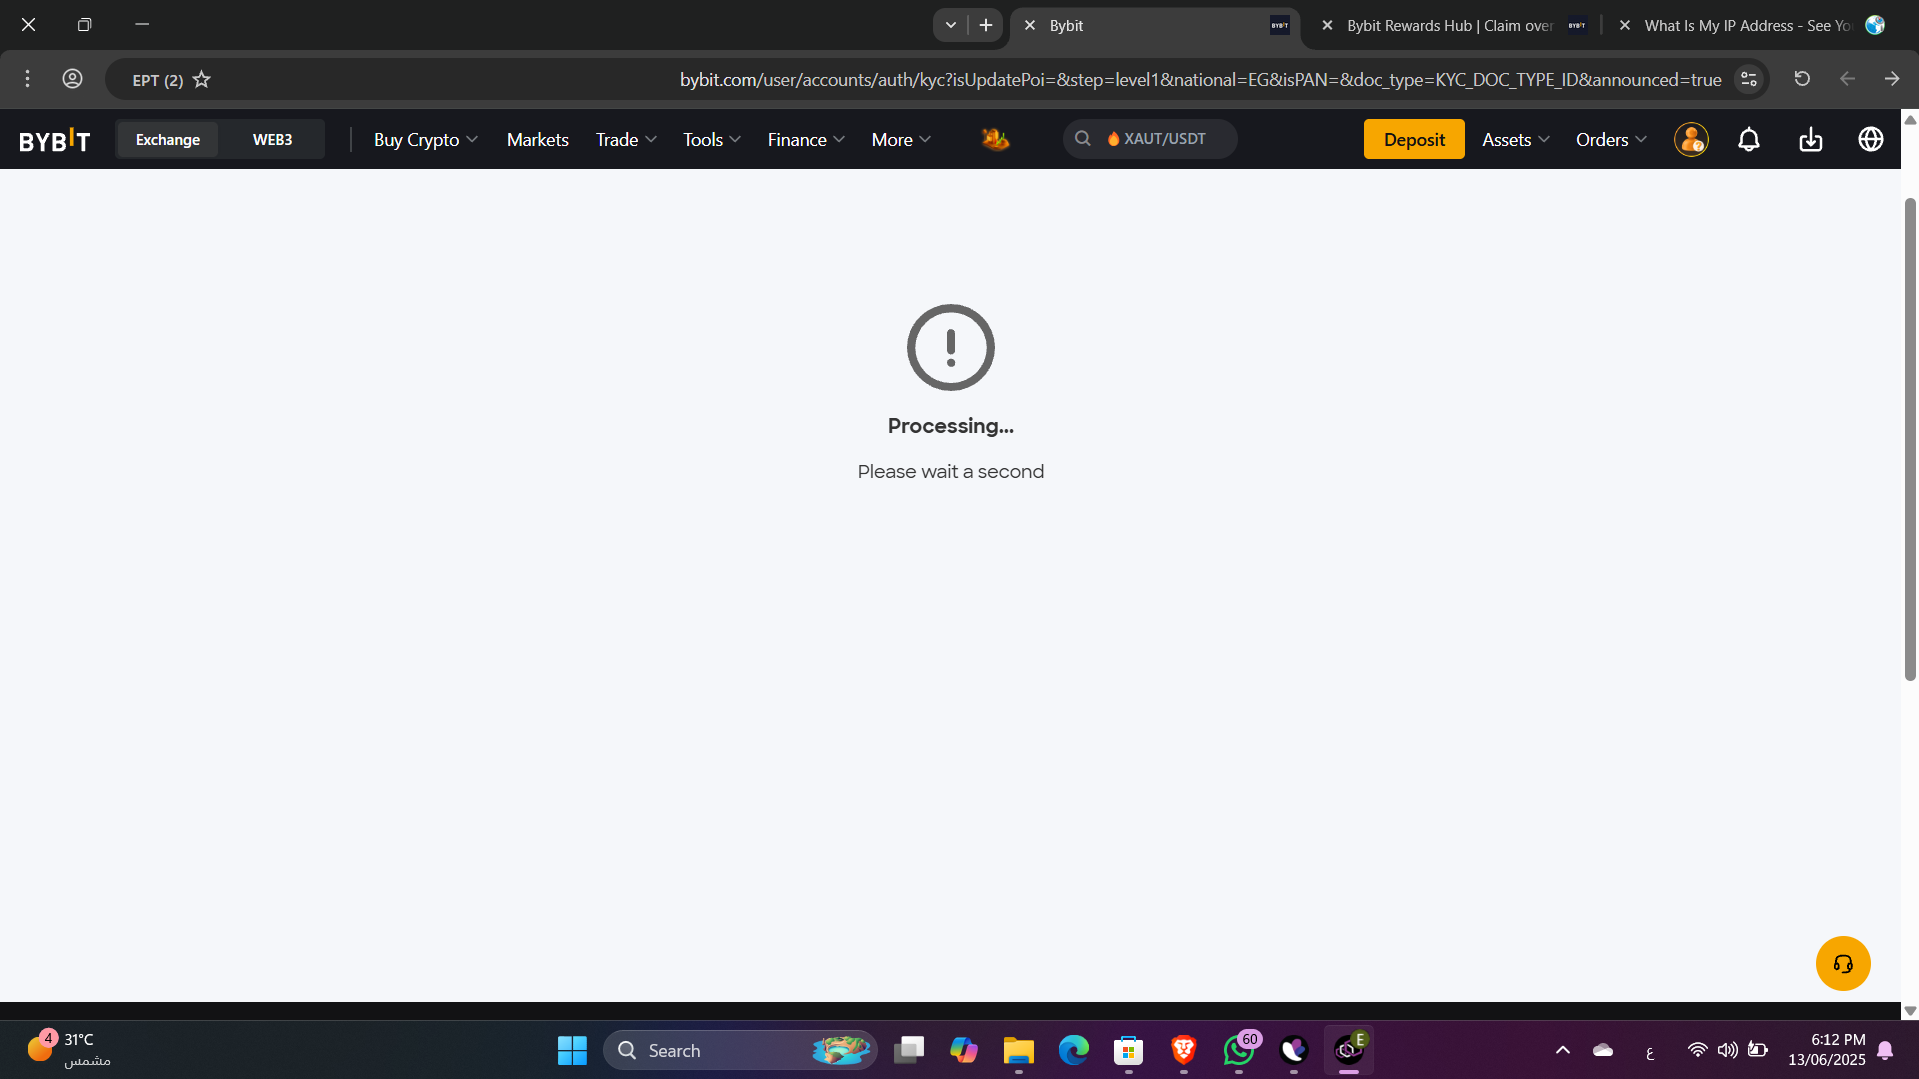 Bybit
Bybit Rewards Hub | Claim over
What Is My IP Address - See Yo
EPT (2)
bybit.com/user/accounts/auth/kyc?isUpdatePoi=&step=level1&national=EG&isPAN=&doc_type=KYC_DOC_TYPE_ID&announced=true
BYBIT
Exchange
WEB3
Buy Crypto
Markets
Trade
Tools
Finance
More
XAUT/USDT
Deposit
Assets
Orders
Processing...
Please wait a second
4
31°C
مشمس
Search
60
E
ع
6:12 PM
13/06/2025